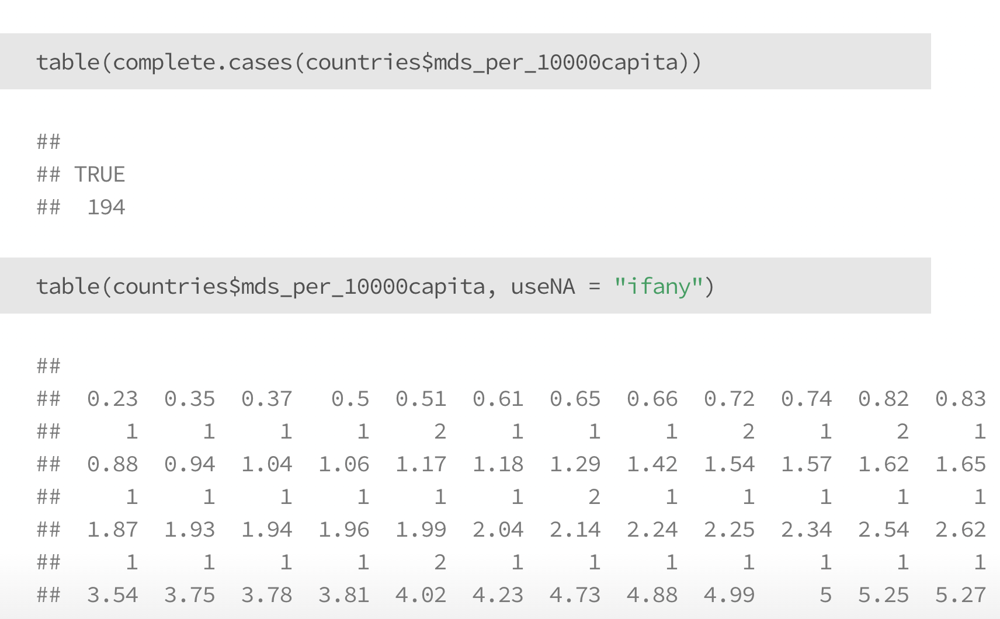 table(complete.cases(countries$mds_per_10000capita))
##
## TRUE
##  194
table(countries$mds_per_10000capita, useNA = "ifany")
##
##  0.23  0.35  0.37   0.5  0.51  0.61  0.65  0.66  0.72  0.74  0.82  0.83
##     1     1     1     1     2     1     1     1     2     1     2     1
##  0.88  0.94  1.04  1.06  1.17  1.18  1.29  1.42  1.54  1.57  1.62  1.65
##     1     1     1     1     1     1     2     1     1     1     1     1
##  1.87  1.93  1.94  1.96  1.99  2.04  2.14  2.24  2.25  2.34  2.54  2.62
##     1     1     1     1     2     1     1     1     1     1     1     1
##  3.54  3.75  3.78  3.81  4.02  4.23  4.73  4.88  4.99     5  5.25  5.27